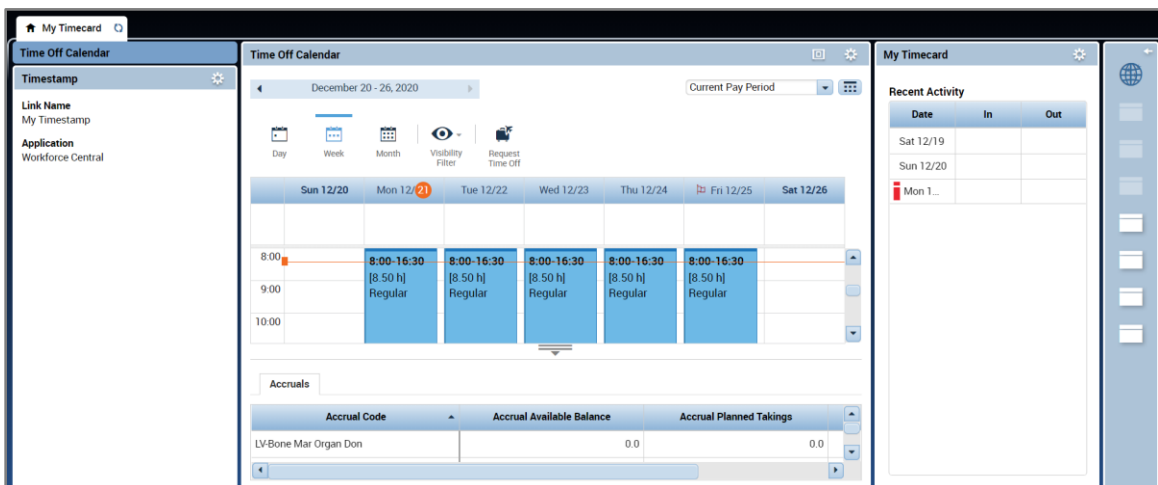 My Timecard
Time Off Calendar
Timestamp
Link Name
My Timestamp
Application
Workforce Central
Time Off Calendar
December 20 - 26, 2020
Current Pay Period
Day
Week
Month
Visibility
Filter
Request
Time Off
Sun 12/20 Mon 12/21 Tue 12/22 Wed 12/23 Thu 12/24 Fri 12/25 Sat 12/26
8:00
8:00-16:30 8:00-16:30 8:00-16:30 8:00-16:30 8:00-16:30
[8.50 h] [8.50 h] [8.50 h] [8.50 h] [8.50 h]
9:00 Regular Regular Regular Regular Regular
10:00
Accruals
Accrual Code Accrual Available Balance Accrual Planned Takings
LV-Bone Mar Organ Don 0.0 0.0
My Timecard
Recent Activity
Date In Out
Sat 12/19
Sun 12/20
Mon 1...